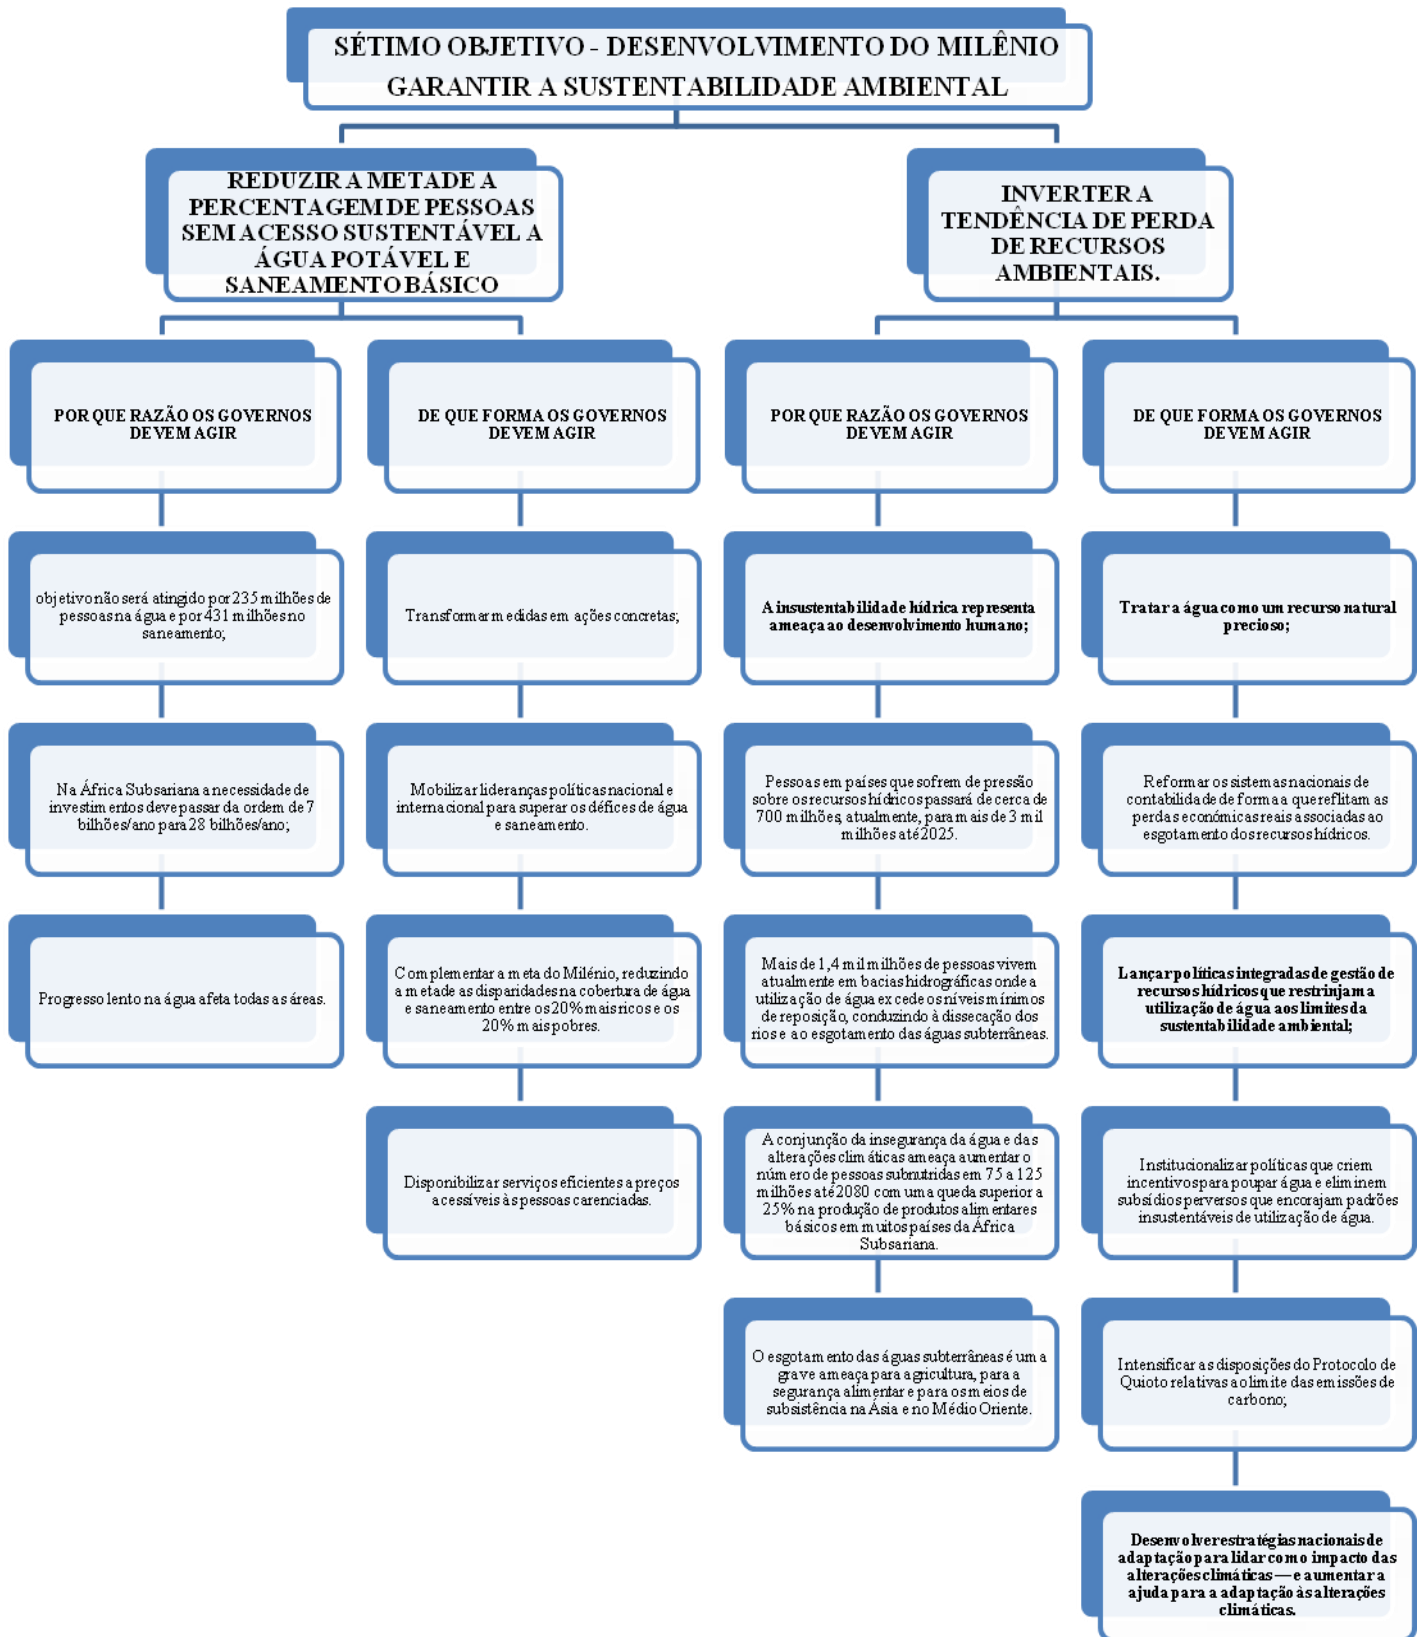 SÉTIMO OBJETIVO - DESENVOLVIMENTO DO MILÊNIO
GARANTIR A SUSTENTABILIDADE AMBIENTAL
REDUZIR A METADE A
PERCENTAGEM DE PESSOAS
SEM ACESSO SUSTENTÁVEL A
ÁGUA POTÁVEL E
SANEAMENTO BÁSICO
INVERTER A
TENDÊNCIA DE PERDA
DE RECURSOS
AMBIENTAIS.
POR QUE RAZÃO OS GOVERNOS
DEVEM AGIR
objetivo não será atingido por 235 milhões de
pessoas na água e por 431 milhões no
saneamento;
Na África Subsariana a necessidade de
investimentos deve passar da ordem de 7
bilhões/ano para 28 bilhões/ano;
Progresso lento na água afeta todas as áreas.
DE QUE FORMA OS GOVERNOS
DEVEM AGIR
Transformar medidas em ações concretas;
Mobilizar lideranças políticas nacional e
internacional para superar os défices de água
e saneamento.
Complementar a meta do Milénio, reduzindo
a metade as disparidades na cobertura de água
e saneamento entre os 20% mais ricos e os
20% mais pobres.
Disponibilizar serviços eficientes a preços
acessíveis às pessoas carenciadas.
POR QUE RAZÃO OS GOVERNOS
DEVEM AGIR
A insustentabilidade hídrica representa
ameaça ao desenvolvimento humano;
Pessoas em países que sofrem de pressão
sobre os recursos hídricos passará de cerca de
700 milhões, atualmente, para mais de 3 mil
milhões até 2025.
Mais de 1,4 mil milhões de pessoas vivem
atualmente em bacias hidrográficas onde a
utilização de água excede os níveis mínimos
de reposição, conduzindo à dissecação dos
rios e ao esgotamento das águas subterrâneas.
A conjunção da insegurança da água e das
alterações climáticas ameaça aumentar o
número de pessoas subnutridas em 75 a 125
milhões até 2080 com uma queda superior a
25% na produção de produtos alimentares
básicos em muitos países da África
Subsariana.
O esgotamento das águas subterrâneas é uma
grave ameaça para agricultura, para a
segurança alimentar e para os meios de
subsistência na Ásia e no Médio Oriente.
DE QUE FORMA OS GOVERNOS
DEVEM AGIR
Tratar a água como um recurso natural
precioso;
Reformar os sistemas nacionais de
contabilidade de forma a que reflitam as
perdas económicas reais associadas ao
esgotamento dos recursos hídricos.
Lançar políticas integradas de gestão de
recursos hídricos que restrinjam a
utilização de água aos limites da
sustentabilidade ambiental;
Institucionalizar políticas que criem
incentivos para poupar água e eliminem
subsídios perversos que encorajam padrões
insustentáveis de utilização de água.
Intensificar as disposições do Protocolo de
Quioto relativas ao limite das emissões de
carbono;
Desenvolver estratégias nacionais de
adaptação para lidar com o impacto das
alterações climáticas — e aumentar a
ajuda para a adaptação às alterações
climáticas.